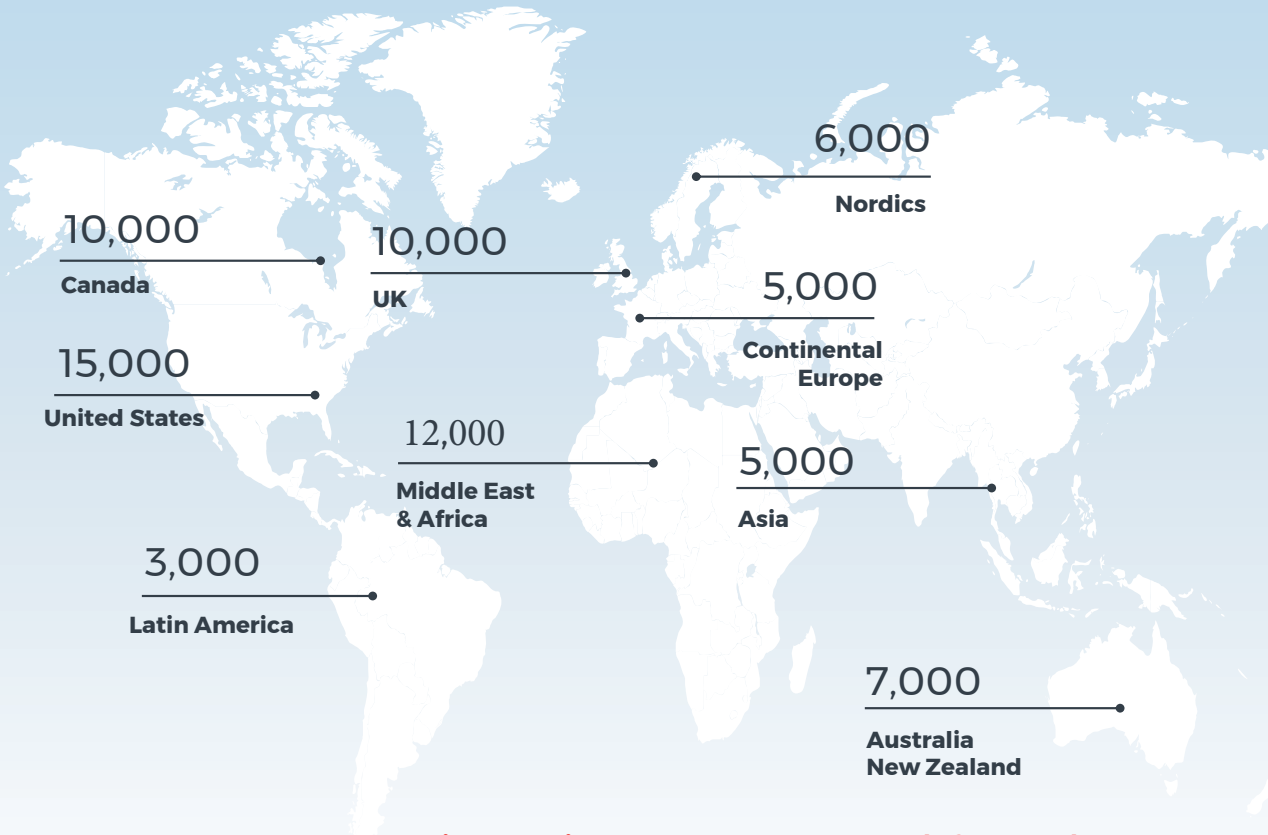 6,000
Nordics
10,000
Canada
10,000
UK
5,000
Continental
Europe
15,000
United States
12,000
Middle East
& Africa
5,000
Asia
3,000
Latin America
7,000
Australia
New Zealand